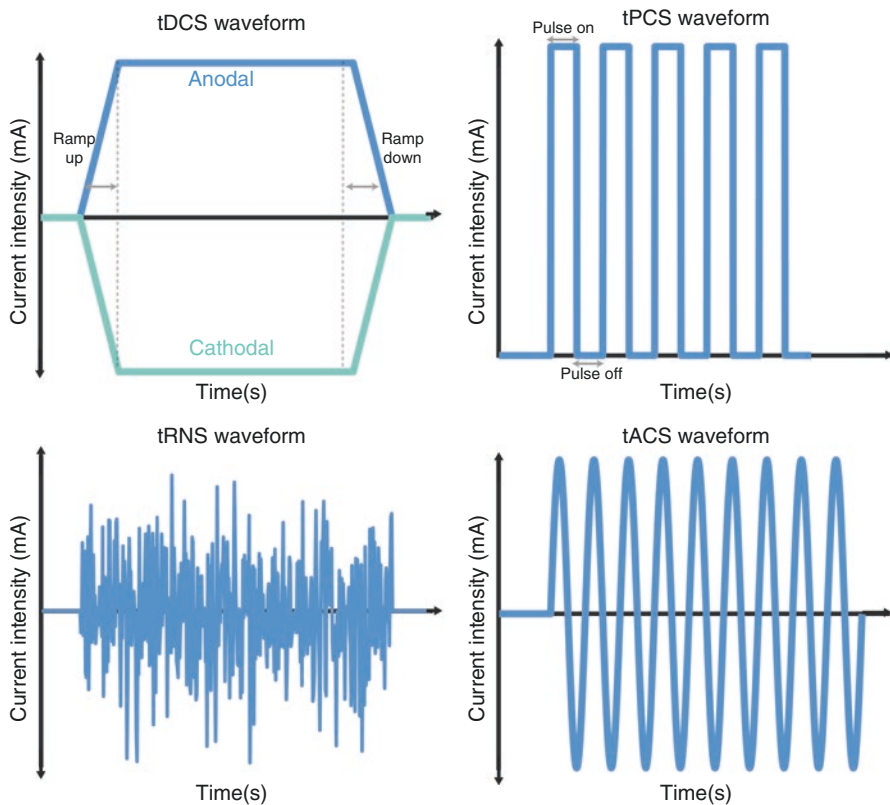 tDCS waveform
Current intensity (mA)
Anodal
Ramp
up
Ramp
down
Cathodal
Time(s)
tPCS waveform
Current intensity (mA)
Pulse on
Pulse off
Time(s)
tRNS waveform
Current intensity (mA)
Time(s)
tACS waveform
Current intensity (mA)
Time(s)